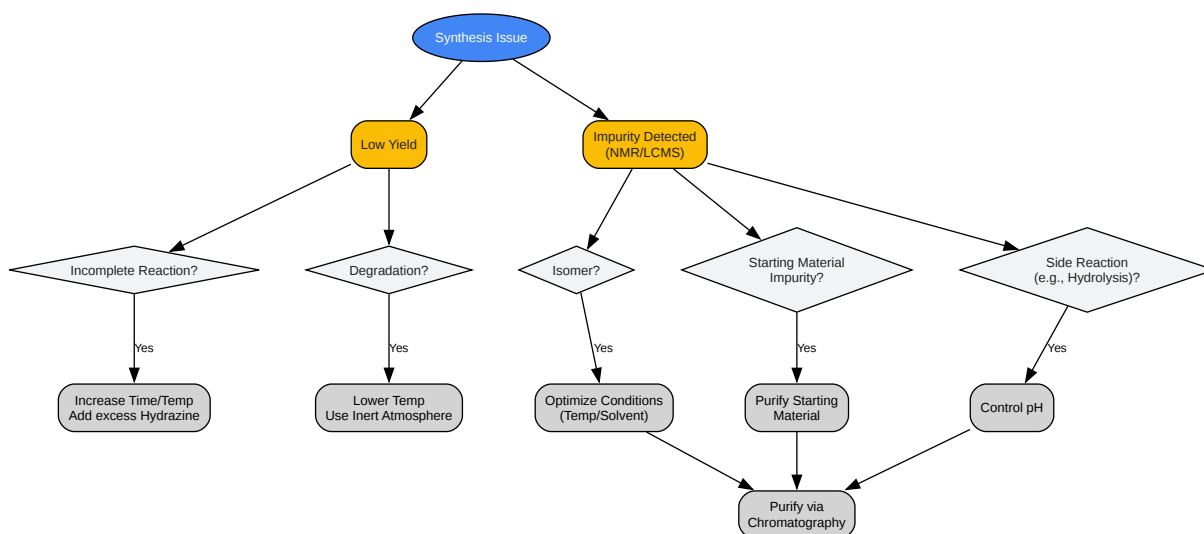 Synthesis Issue
Low Yield
Impurity Detected
(NMR/LCMS)
Incomplete Reaction?
Degradation?
Isomer?
Starting Material
Impurity?
Side Reaction
(e.g., Hydrolysis)?
Yes
Yes
Yes
Yes
Yes
Increase Time/Temp
Add excess Hydrazine
Lower Temp
Use Inert Atmosphere
Optimize Conditions
(Temp/Solvent)
Purify Starting
Material
Control pH
Purify via
Chromatography